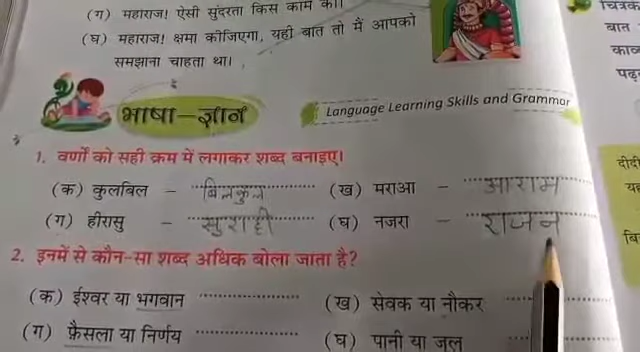 (ग) महाराज! ऐसी सुंदरता किस काम की।
(घ) महाराज! क्षमा कीजिएगा, यही बात तो मैं आपको
समझाना चाहता था।
भाषा–ज्ञान
Language Learning Skills and Grammar
1. वर्णों को सही क्रम में लगाकर शब्द बनाइए।
(क) कुलबिल – बिलकुल (ख) मराआ – आराम
(ग) हीरासु – सुराही (घ) नजरा – राजन
2. इनमें से कौन-सा शब्द अधिक बोला जाता है?
(क) ईश्वर या भगवान (ख) सेवक या नौकर
(ग) फ़ैसला या निर्णय (घ) पानी या जल
बात
पढ़
दीदी